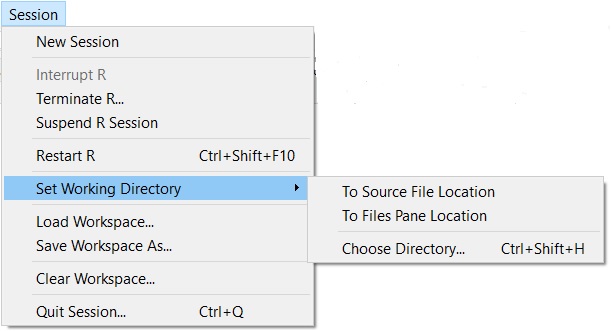 Session
New Session
Interrupt R
Terminate R...
Suspend R Session
Restart R Ctrl+Shift+F10
Set Working Directory
To Source File Location
To Files Pane Location
Choose Directory... Ctrl+Shift+H
Load Workspace...
Save Workspace As...
Clear Workspace...
Quit Session... Ctrl+Q